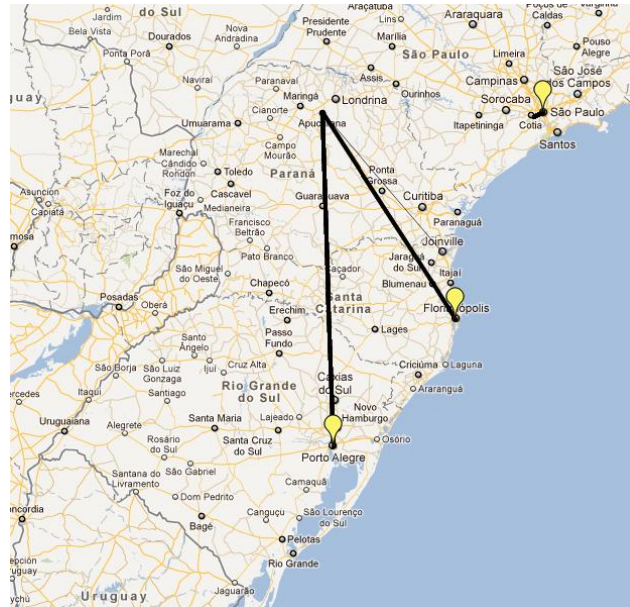 do Sul
Jardim
Bela Vista
Ponta Porã
Dourados
Nova
Andradina
Presidente
Prudente
Araçatuba
Lins
Marília
São Paulo
Araraquara
Poços de
Caldas
Varginha
Pouso
Alegre
Limeira
Campinas
São José
dos Campos
Sorocaba
Itapetininga
Cotia
São Paulo
Santos
Assis
Ourinhos
Naviraí
Paranavaí
Cianorte
Maringá
Londrina
Apucarana
Umuarama
Campo
Mourão
Marechal
Cândido
Rondon
Toledo
Cascavel
Paraná
Ponta
Grossa
Guarapuava
Curitiba
Paranaguá
Foz do
Iguaçu
Medianeira
Asuncion
Capiatá
Francisco
Beltrão
Pato Branco
Joinville
Jaraguá
do Sul
Itajaí
Blumenau
Florianópolis
São Miguel
do Oeste
Caçador
Chapecó
Santa
Catarina
Posadas
Oberá
Erechim
Passo
Fundo
Lages
Santo
Ângelo
Ijuí
Cruz Alta
São Borja
São Luiz
Gonzaga
Santiago
Itaqui
Criciúma
Laguna
Araranguá
Rio Grande
do Sul
Caxias
do Sul
Novo
Hamburgo
Lajeado
Santa Maria
Santa Cruz
do Sul
Osório
Porto Alegre
Uruguaiana
Alegrete
Rosário
do Sul
São Gabriel
Santana do
Livramento
Dom Pedrito
Camaquã
Bagé
Canguçu
São Lourenço
do Sul
Pelotas
Rio Grande
Jaguarão
Uruguay